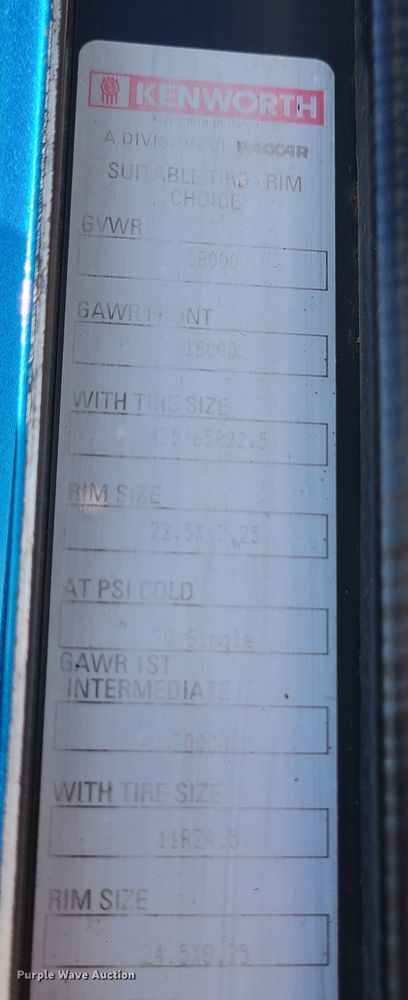 KENWORTH
A DIVISION OF PACCAR
SUITABLE TIRE - RIM
CHOICE
GVWR
58000
GAWR FRONT
18000
WITH TIRE SIZE
425/65R22.5
RIM SIZE
22.5X12.25
AT PSI COLD
90 Single
GAWR 1ST
INTERMEDIATE
20000
WITH TIRE SIZE
11R24.5
RIM SIZE
24.5X8.25
Purple Wave Auction